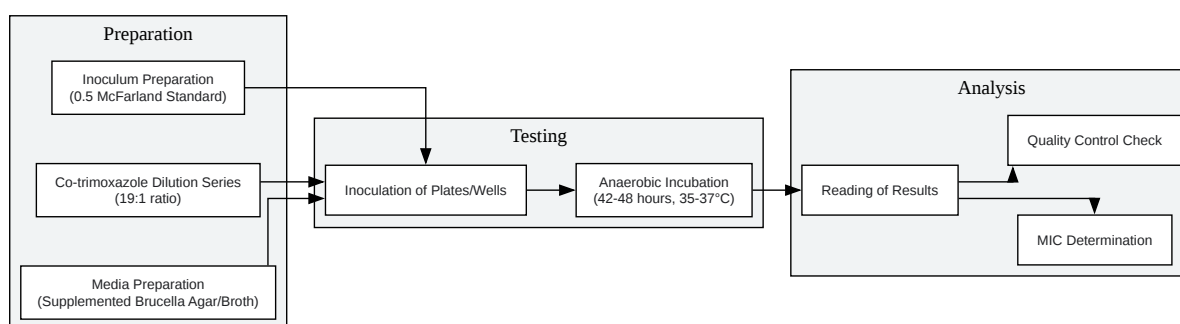 Preparation
Inoculum Preparation
(0.5 McFarland Standard)
Co-trimoxazole Dilution Series
(19:1 ratio)
Media Preparation
(Supplemented Brucella Agar/Broth)
Testing
Inoculation of Plates/Wells
Anaerobic Incubation
(42-48 hours, 35-37°C)
Analysis
Reading of Results
Quality Control Check
MIC Determination